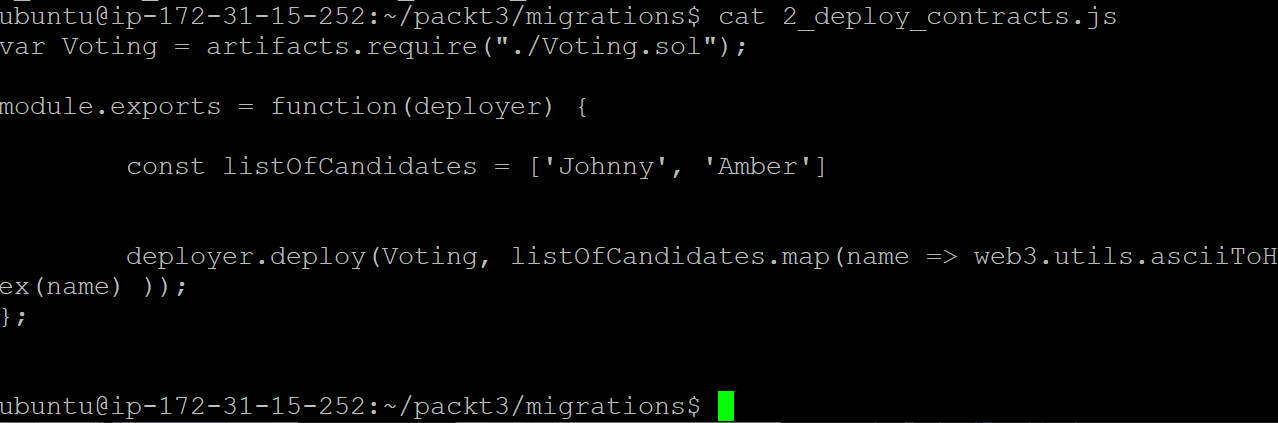 ubuntu@ip-172-31-15-252:~/packt3/migrations$ cat 2_deploy_contracts.js
var Voting = artifacts.require("./Voting.sol");
module.exports = function(deployer) {
const listOfCandidates = ['Johnny', 'Amber']
deployer.deploy(Voting, listOfCandidates.map(name => web3.utils.asciiToH
ex(name) ));
};
ubuntu@ip-172-31-15-252:~/packt3/migrations$